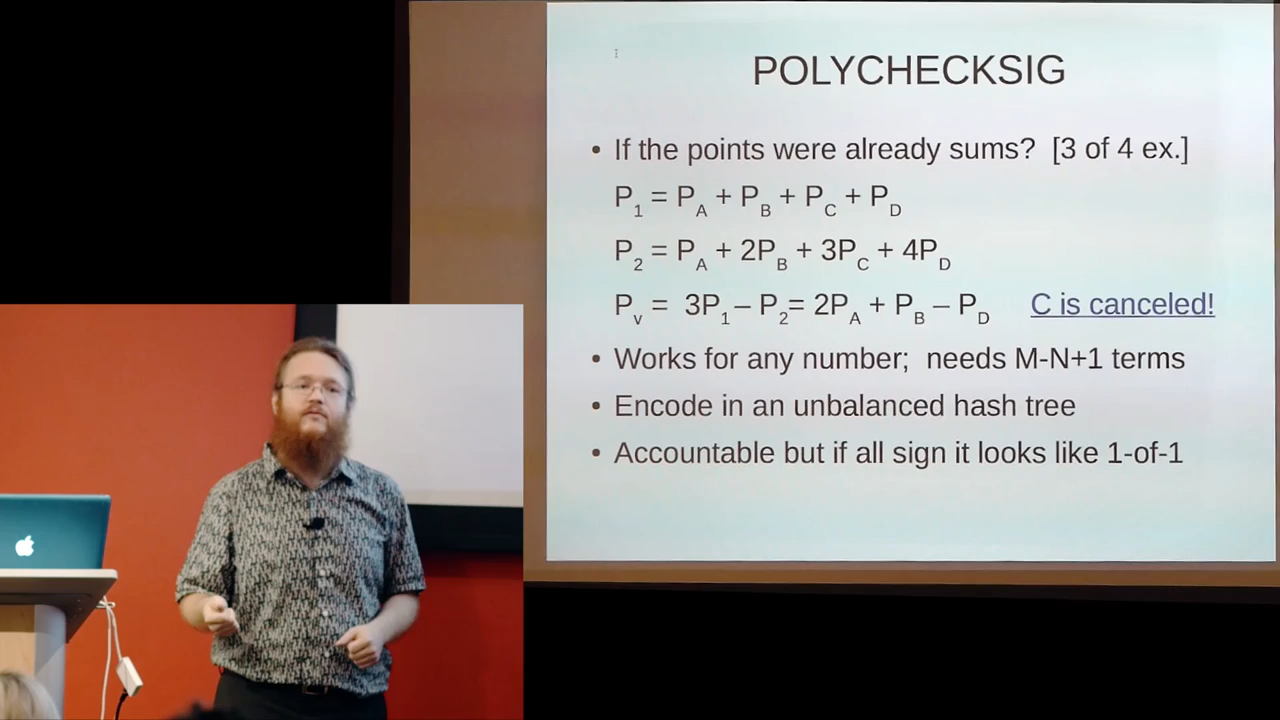 POLYCHECKSIG
• If the points were already sums? [3 of 4 ex.]
P₁ = P_A + P_B + P_C + P_D
P₂ = P_A + 2P_B + 3P_C + 4P_D
P_v = 3P₁ – P₂= 2P_A + P_B – P_D C is canceled!
• Works for any number; needs M-N+1 terms
• Encode in an unbalanced hash tree
• Accountable but if all sign it looks like 1-of-1